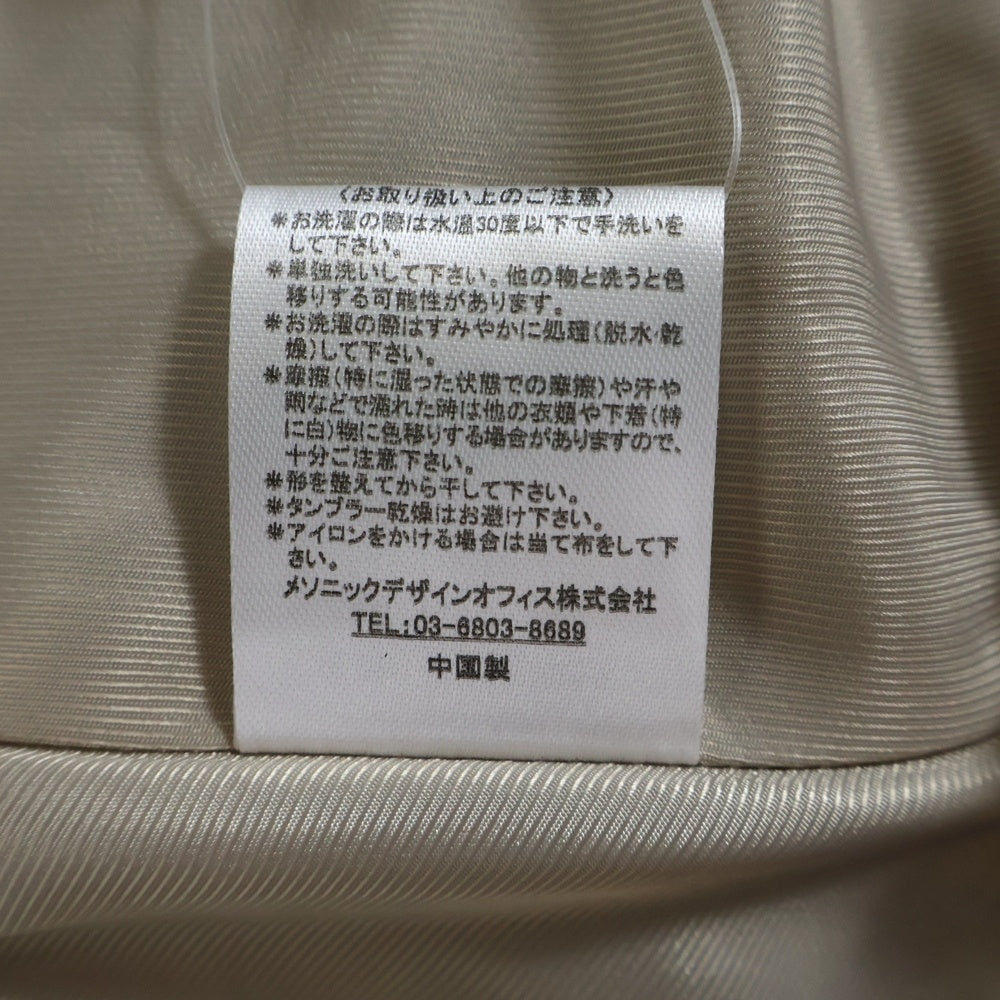 〈お取り扱い上のご注意〉
※お洗濯の際は水温30度以下で手洗いを
して下さい。
※単独洗いして下さい。他の物と洗うと色
移りする可能性があります。
※お洗濯の際はすみやかに処理(脱水・乾
燥)して下さい。
※摩擦(特に湿った状態での摩擦)や汗や
雨などで濡れた時は他の衣類や下着(特
に白)物に色移りする場合がありますので、
十分ご注意下さい。
※形を整えてから干して下さい。
※タンブラー乾燥はお避け下さい。
※アイロンをかける場合は当て布をして下
さい。
メソニックデザインオフィス株式会社
TEL:03-6803-8689
中国製